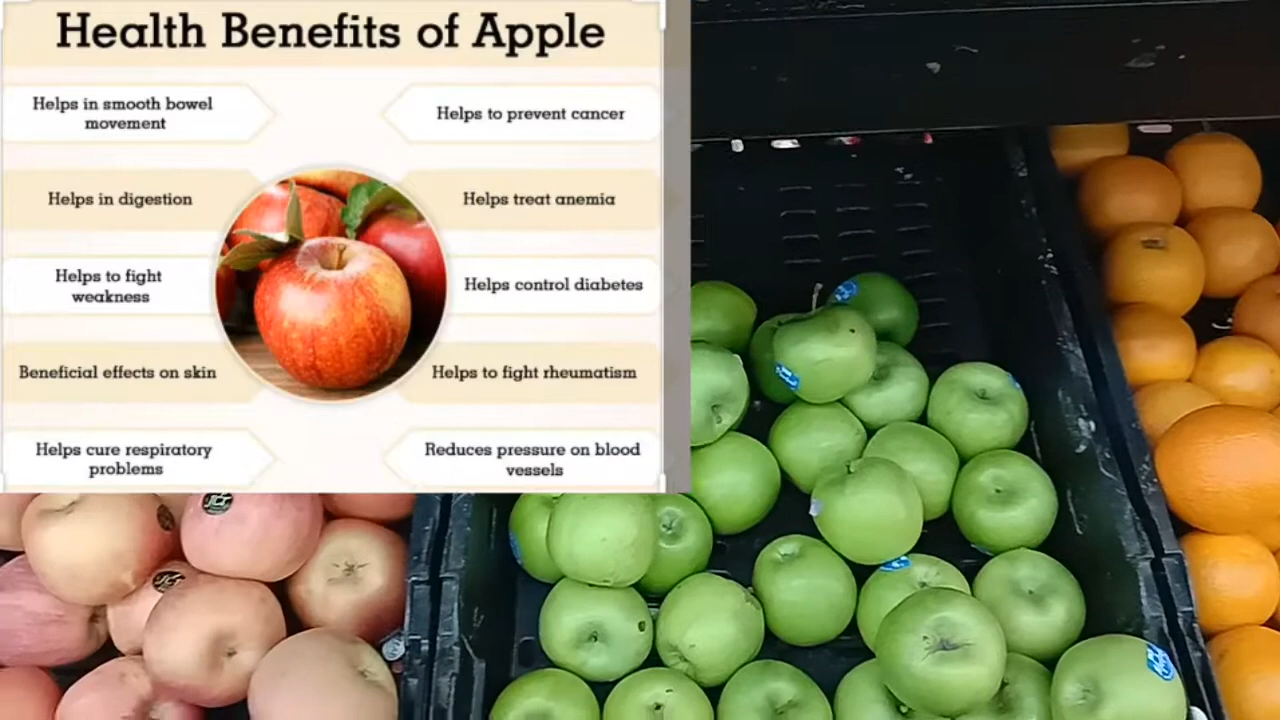 Health Benefits of Apple
Helps in smooth bowel
movement
Helps in digestion
Helps to fight
weakness
Beneficial effects on skin
Helps cure respiratory
problems
Helps to prevent cancer
Helps treat anemia
Helps control diabetes
Helps to fight rheumatism
Reduces pressure on blood
vessels